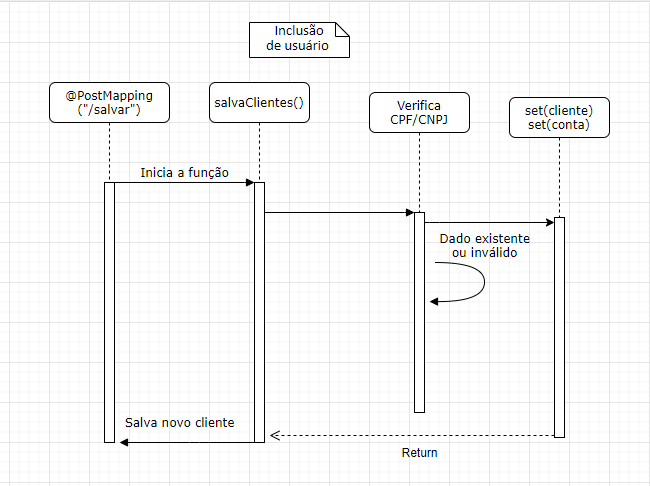 Inclusão
de usuário
@PostMapping
("/salvar")
salvaClientes()
Verifica
CPF/CNPJ
set(cliente)
set(conta)
Inicia a função
Dado existente
ou inválido
Salva novo cliente
Return